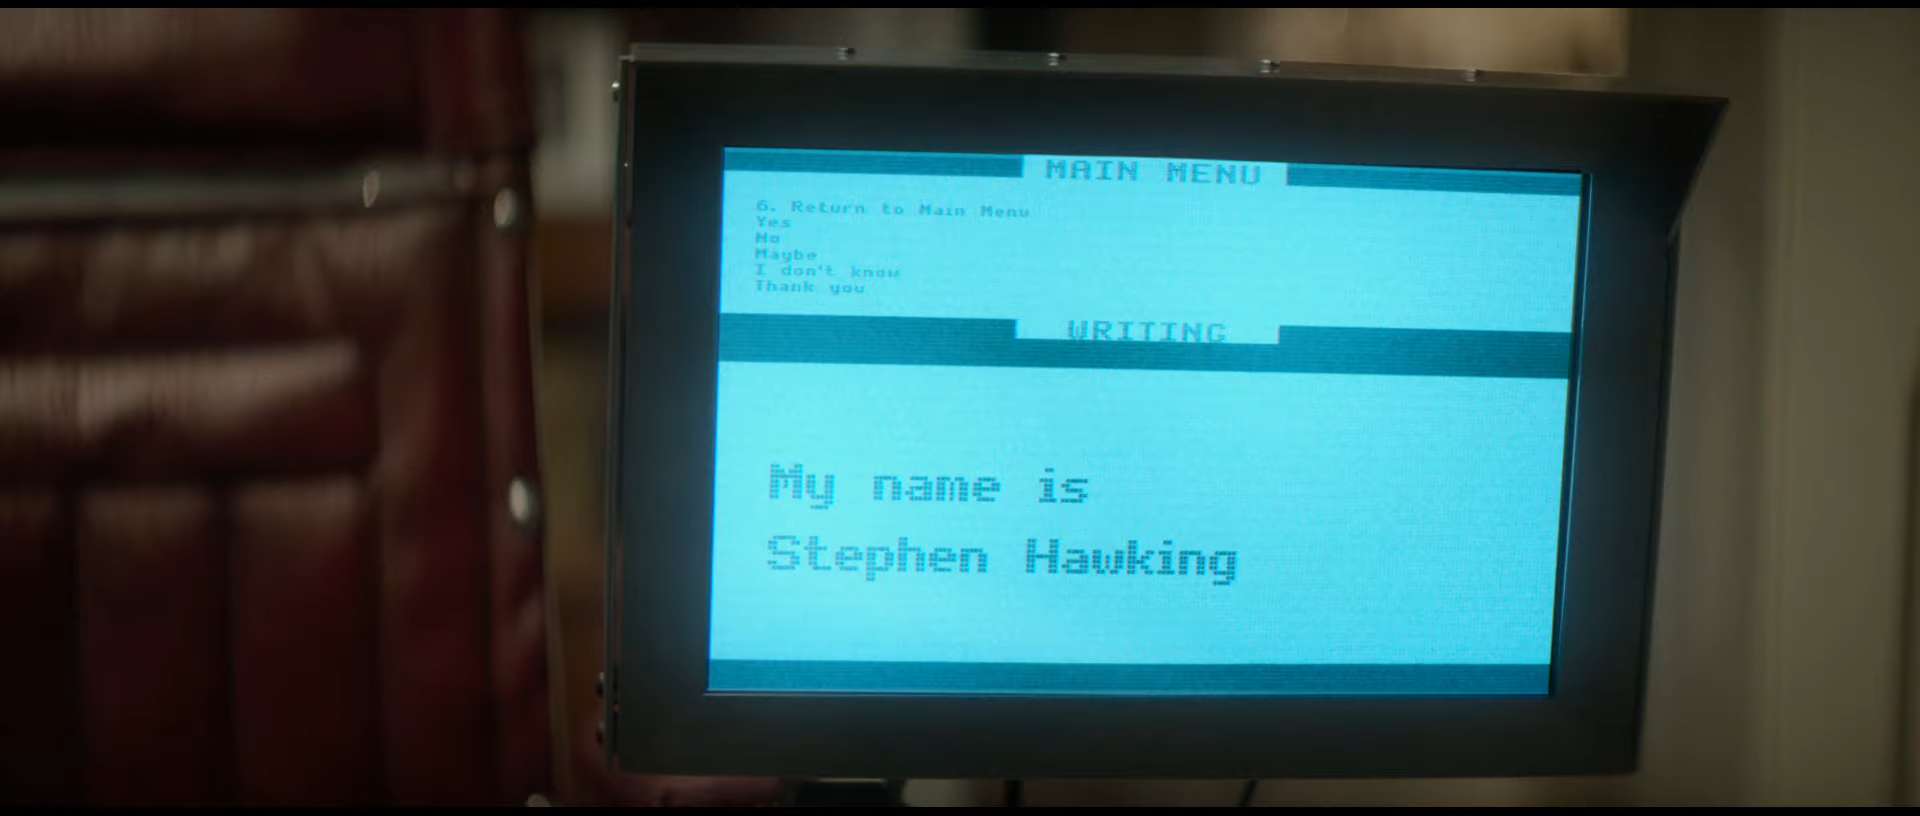 MAIN MENU
6. Return to Main Menu
Yes
No
Maybe
I don't know
Thank you
WRITING
My name is
Stephen Hawking